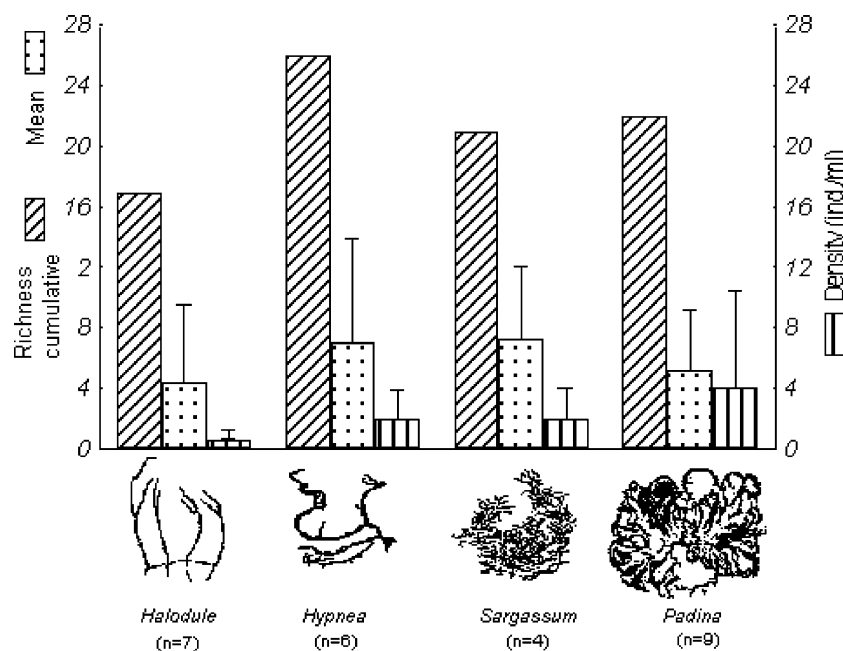 28
24
20
16
2
8
4
0
Mean
Richness
cumulative
28
24
20
16
12
8
4
0
Density (ind./ml)
Halodule
(n=7)
Hypnea
(n=6)
Sargassum
(n=4)
Padina
(n=9)